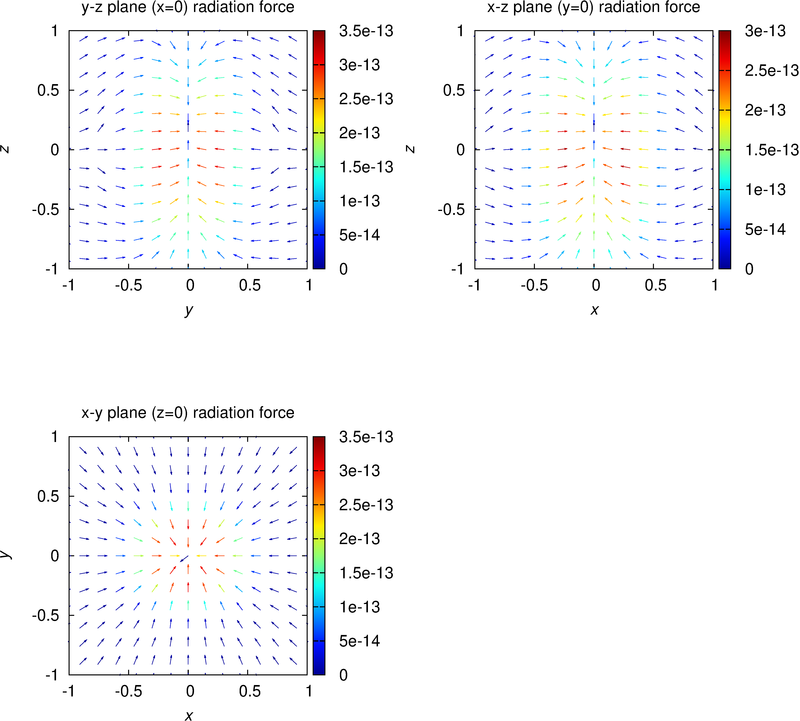 y-z plane (x=0) radiation force
1
0.5
0
-0.5
-1
z
-1
-0.5
0
0.5
1
y
3.5e-13
3e-13
2.5e-13
2e-13
1.5e-13
1e-13
5e-14
0
x-z plane (y=0) radiation force
1
0.5
0
-0.5
-1
z
-1
-0.5
0
0.5
1
x
3e-13
2.5e-13
2e-13
1.5e-13
1e-13
5e-14
0
x-y plane (z=0) radiation force
1
0.5
0
-0.5
-1
y
-1
-0.5
0
0.5
1
x
3.5e-13
3e-13
2.5e-13
2e-13
1.5e-13
1e-13
5e-14
0